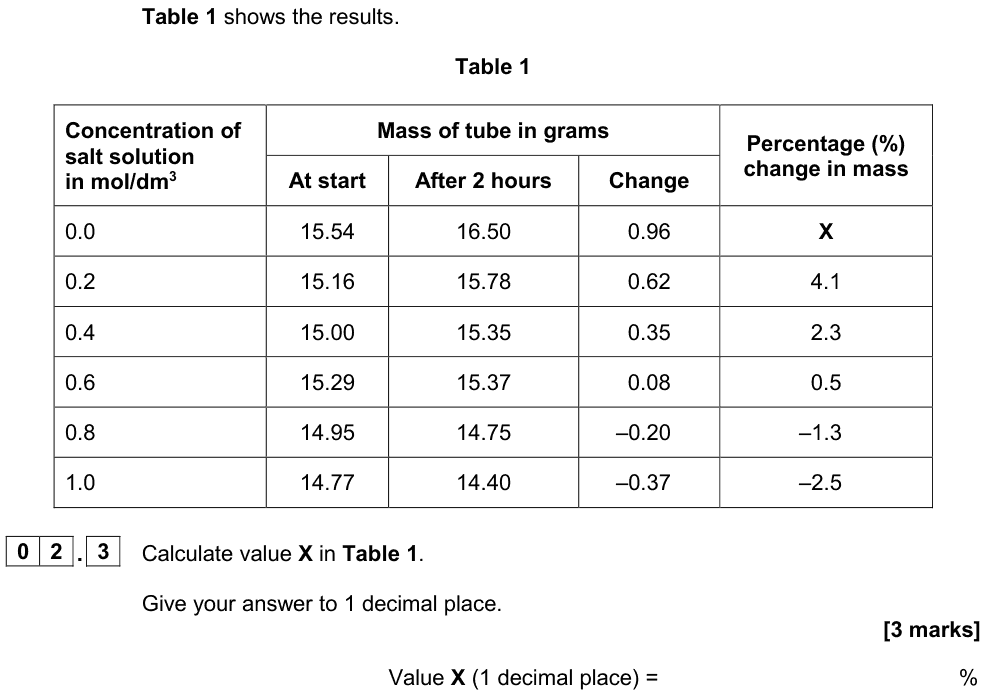 Table 1 shows the results.
Table 1
Concentration of salt solution in mol/dm³ Mass of tube in grams Percentage (%) change in mass
At start After 2 hours Change
0.0 15.54 16.50 0.96 X
0.2 15.16 15.78 0.62 4.1
0.4 15.00 15.35 0.35 2.3
0.6 15.29 15.37 0.08 0.5
0.8 14.95 14.75 –0.20 –1.3
1.0 14.77 14.40 –0.37 –2.5
0 2 . 3 Calculate value X in Table 1.
Give your answer to 1 decimal place.
[3 marks]
Value X (1 decimal place) = %